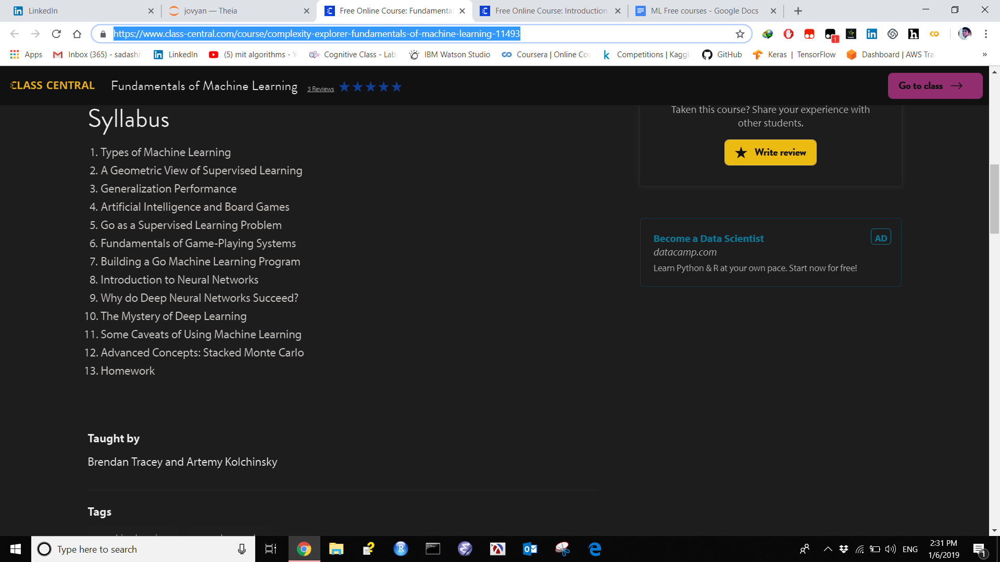 LinkedIn
jovyan — Theia
Free Online Course: Fundamental
Free Online Course: Introduction
ML Free courses - Google Docs
https://www.class-central.com/course/complexity-explorer-fundamentals-of-machine-learning-11493
1
Apps
Inbox (365) - sadashi
LinkedIn
(5) mit algorithms - Y
Cognitive Class - Lab
IBM Watson Studio
Coursera | Online Co
Competitions | Kaggl
GitHub
Keras | TensorFlow
Dashboard | AWS Tra
»
CLASS CENTRAL
Fundamentals of Machine Learning
3 Reviews
Go to class
Syllabus
1. Types of Machine Learning
2. A Geometric View of Supervised Learning
3. Generalization Performance
4. Artificial Intelligence and Board Games
5. Go as a Supervised Learning Problem
6. Fundamentals of Game-Playing Systems
7. Building a Go Machine Learning Program
8. Introduction to Neural Networks
9. Why do Deep Neural Networks Succeed?
10. The Mystery of Deep Learning
11. Some Caveats of Using Machine Learning
12. Advanced Concepts: Stacked Monte Carlo
13. Homework
Taught by
Brendan Tracey and Artemy Kolchinsky
Tags
Taken this course? Share your experience with
other students.
Write review
Become a Data Scientist
AD
datacamp.com
Learn Python & R at your own pace. Start now for free!
Type here to search
ENG
2:31 PM
1/6/2019
1